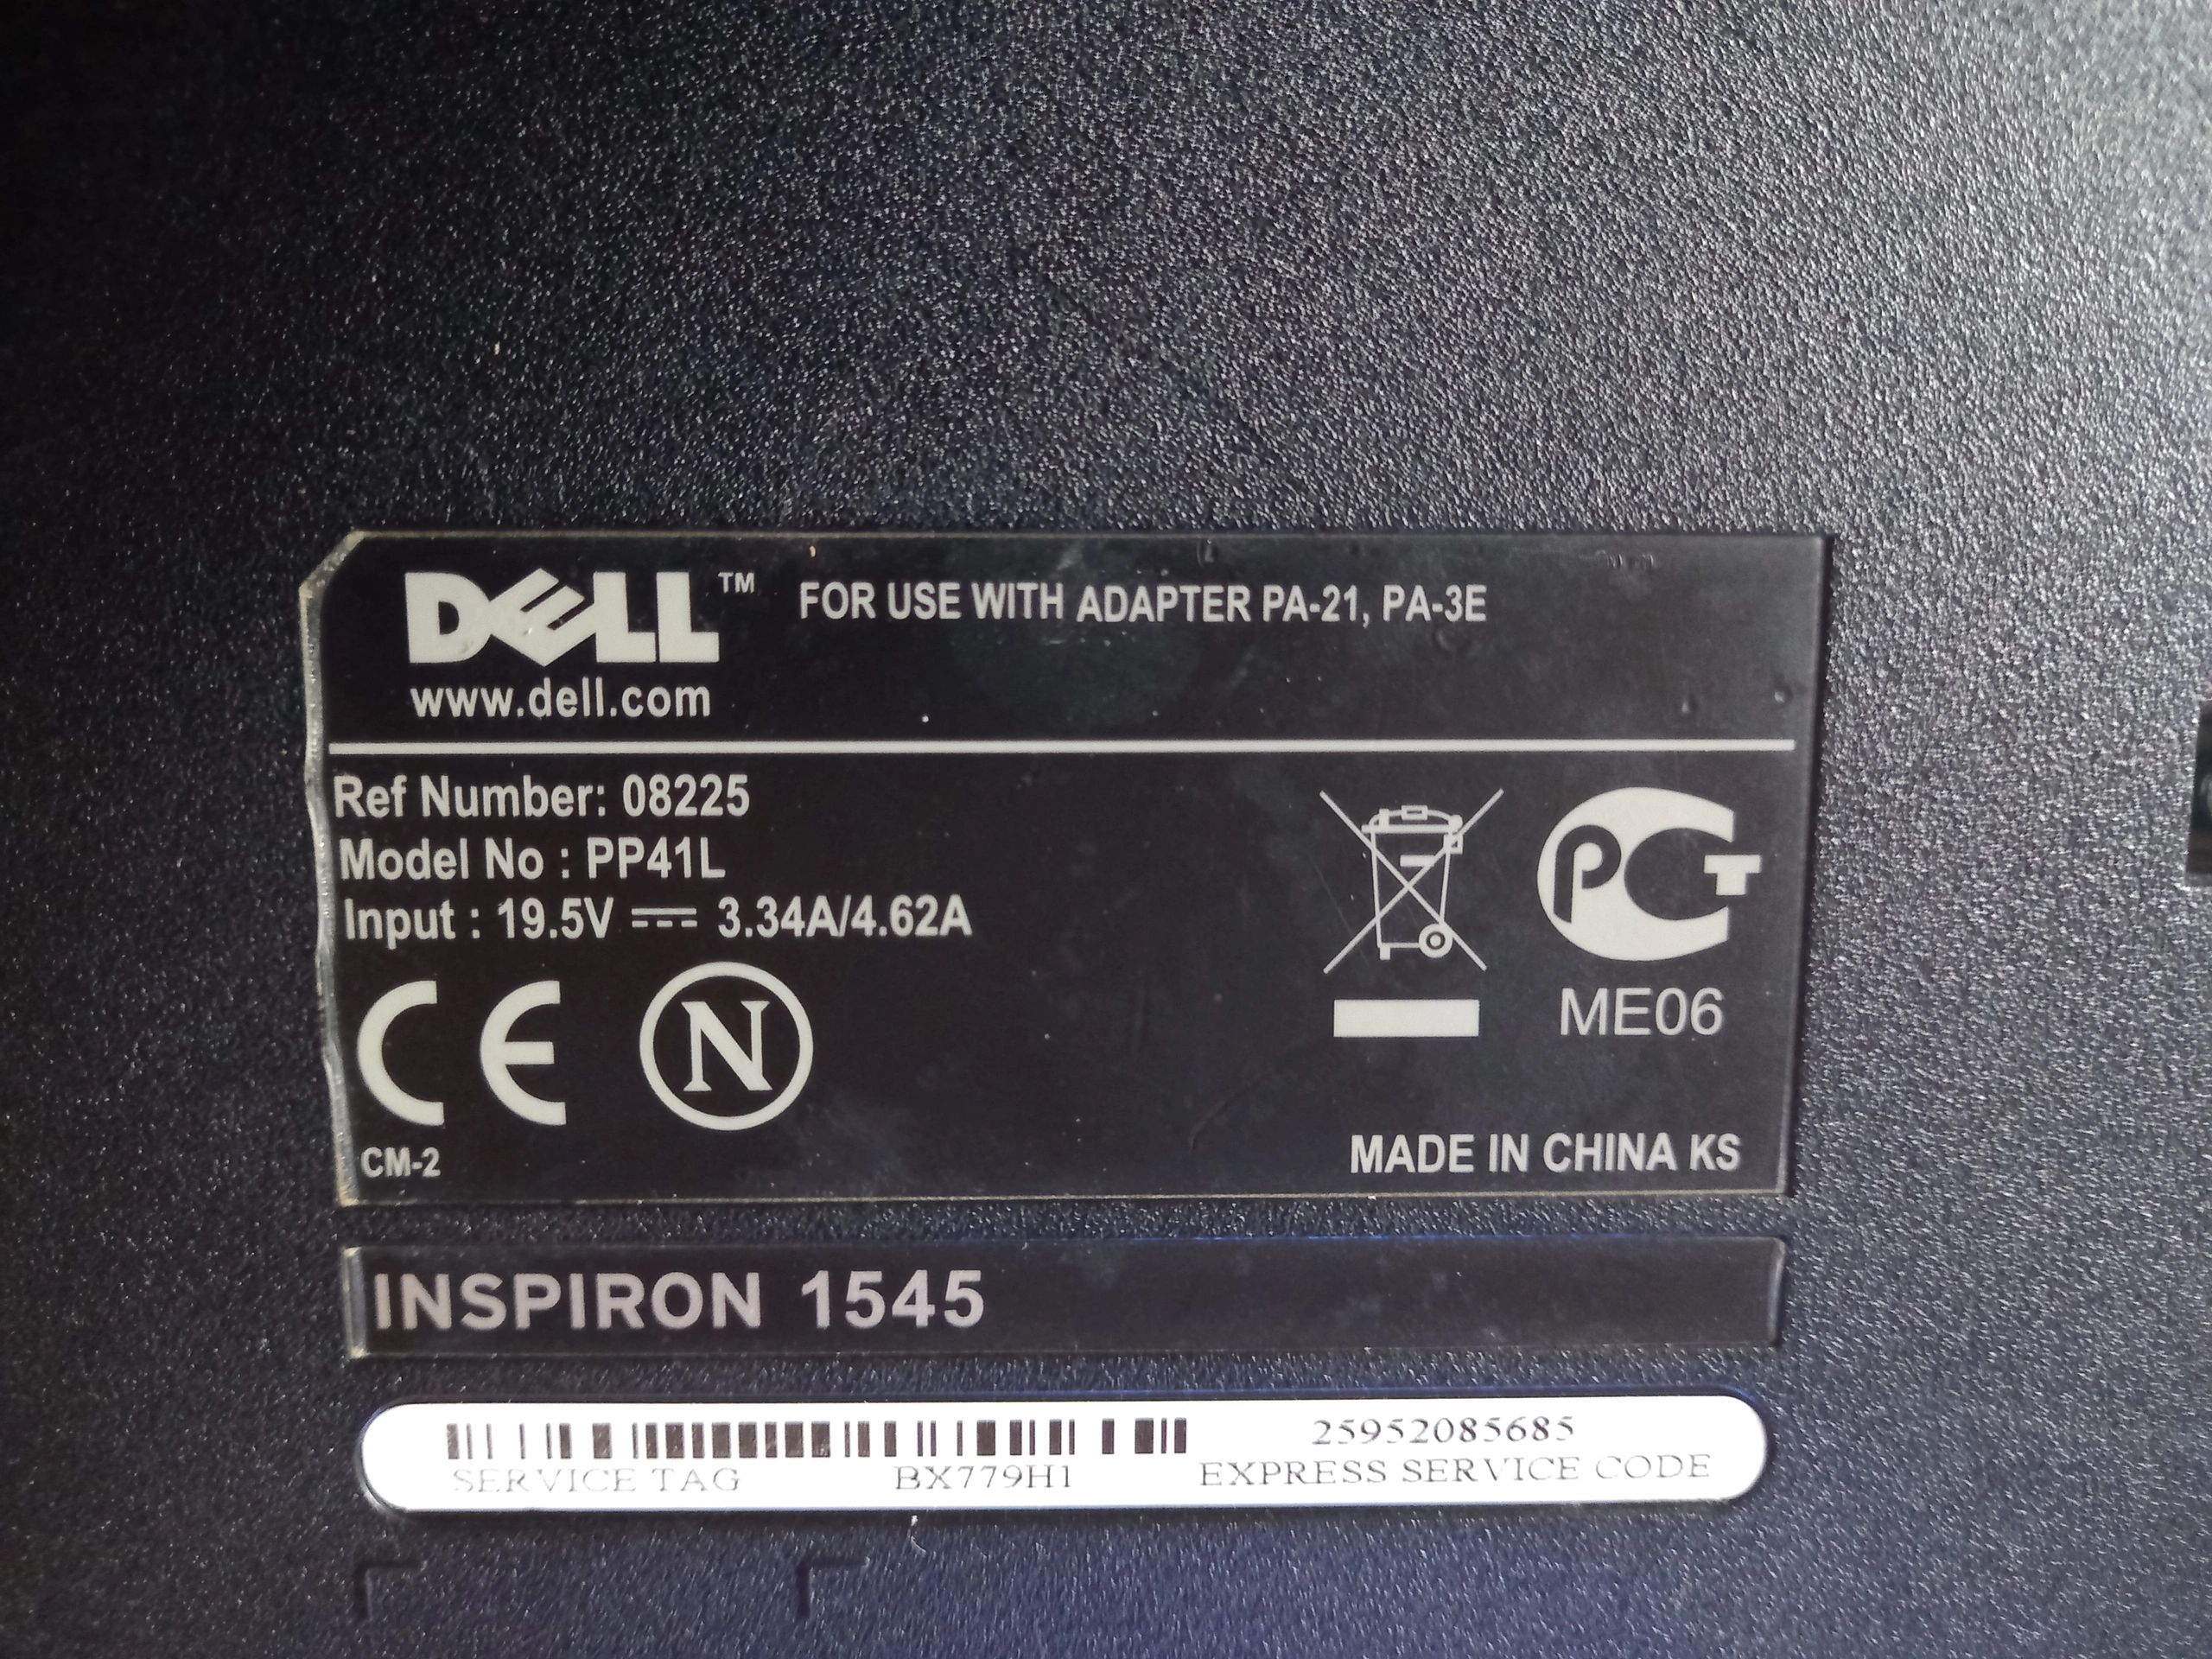 DELL™ FOR USE WITH ADAPTER PA-21, PA-3E
www.dell.com
Ref Number: 08225
Model No : PP41L
Input : 19.5V ⎓ 3.34A/4.62A
CE N
PCT
ME06
CM-2
MADE IN CHINA KS
INSPIRON 1545
25952085685
SERVICE TAG BX779H1 EXPRESS SERVICE CODE